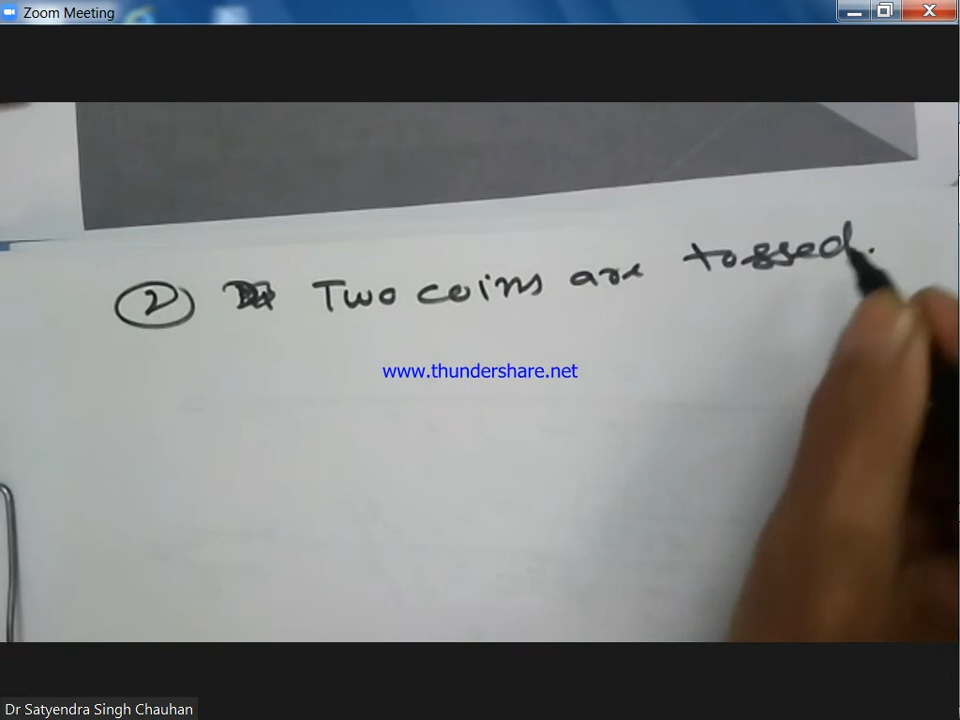 Zoom Meeting
② Two coins are tossed.
www.thundershare.net
Dr Satyendra Singh Chauhan